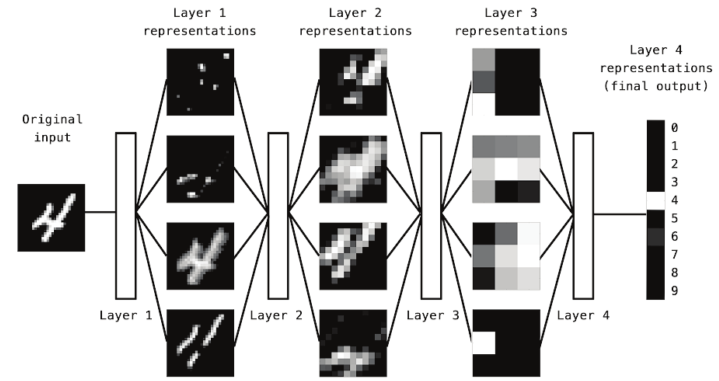 Layer 1
representations
Layer 2
representations
Layer 3
representations
Layer 4
representations
(final output)
Original
input
0
1
2
3
4
5
6
7
8
9
Layer 1
Layer 2
Layer 3
Layer 4